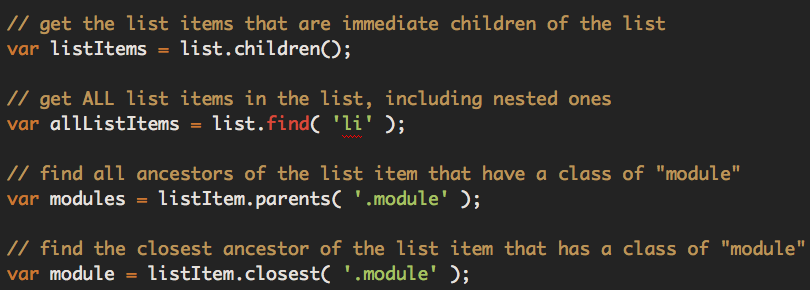 // get the list items that are immediate children of the list
var listItems = list.children();
// get ALL list items in the list, including nested ones
var allListItems = list.find( 'li' );
// find all ancestors of the list item that have a class of "module"
var modules = listItem.parents( '.module' );
// find the closest ancestor of the list item that has a class of "module"
var module = listItem.closest( '.module' );